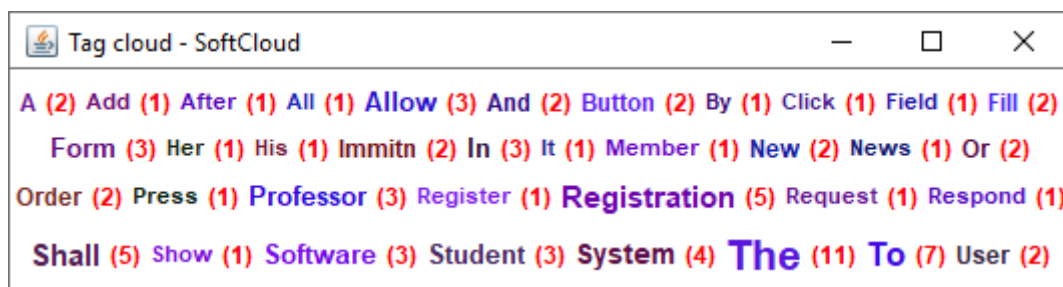 Tag cloud - SoftCloud
A (2) Add (1) After (1) All (1) Allow (3) And (2) Button (2) By (1) Click (1) Field (1) Fill (2)
Form (3) Her (1) His (1) Immitn (2) In (3) It (1) Member (1) New (2) News (1) Or (2)
Order (2) Press (1) Professor (3) Register (1) Registration (5) Request (1) Respond (1)
Shall (5) Show (1) Software (3) Student (3) System (4) The (11) To (7) User (2)